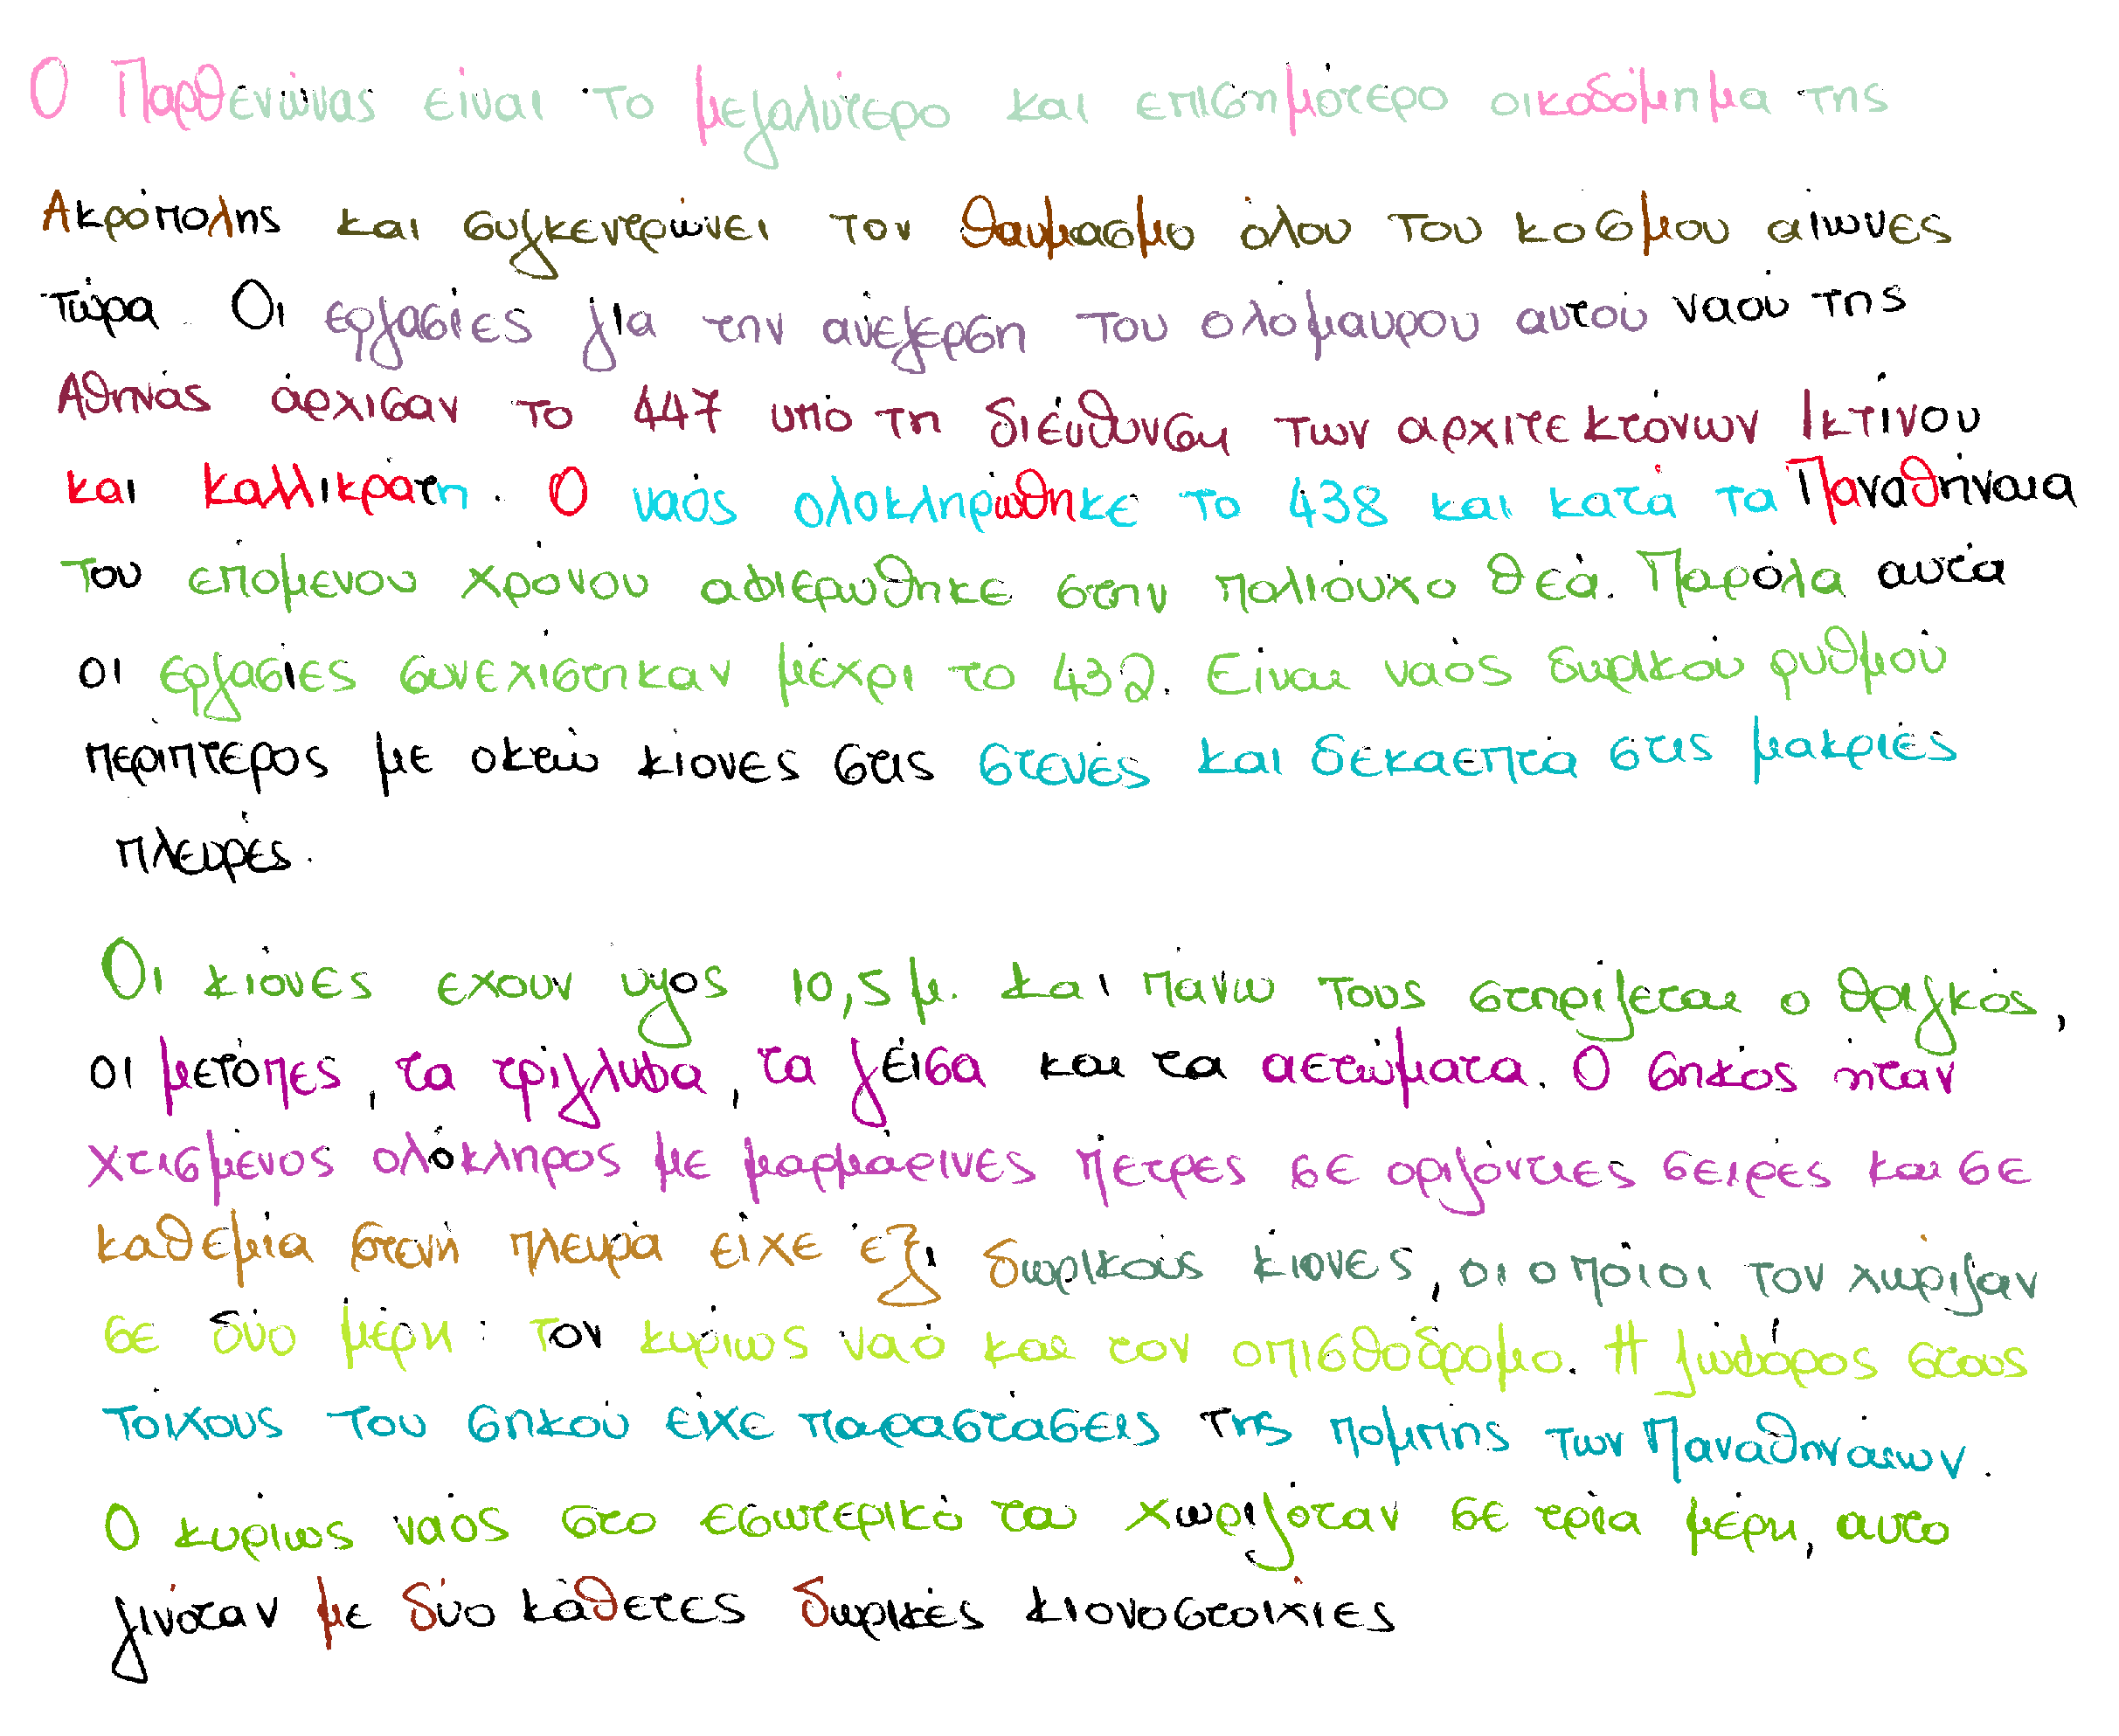 Ο Παρθενώνας είναι το μεγαλύτερο και επισημότερο οικοδόμημα της
Ακρόπολης και συγκεντρώνει τον θαυμασμο όλου του κόσμου αιώνες
τώρα. Οι εργασίες για την ανέγερση του ολόμαυρου αυτού ναού της
Αθηνάς άρχισαν το 447 υπό τη διέυθυνση των αρχιτεκτόνων Ικτίνου
και Καλλικράτη. Ο ναός ολοκληρώθηκε το 438 και κατά τα Παναθήναια
του επόμενου χρόνου αφιερώθηκε στην πολιόυχο θεά. Παρόλα αυτά
οι εργασίες συνεχίστηκαν μέχρι το 432. Είναι ναός δωρικού ρυθμού
περίπτερος με οκτώ κίονες στις στενές και δεκαεπτά στις μακριές
πλευρές.
Οι κίονες έχουν υψος 10,5 μ. και πάνω τους στηρίζεται ο θριγκός,
οι μετόπες, τα τρίγλυφα, τα γείσα και τα αετώματα. Ο σηκός ήταν
χτισμένος ολόκληρος με μαρμάρινες πέτρες σε οριζόντιες σειρές και σε
καθεμία στενή πλευρά είχε έξι δωρικούς κίονες, οι οποίοι τον χώριζαν
σε δύο μέρη: τον κυρίως ναό και τον οπισθόδρομο. Η ζωφόρος στους
τοίχους του σηκού είχε παραστάσεις της πομπής των Παναθηναίων.
Ο κυρίως ναός στο εσωτερικό του χωριζόταν σε τρία μέρη, αυτο
γινόταν με δύο κάθετες δωρικές κιονοστοιχίες